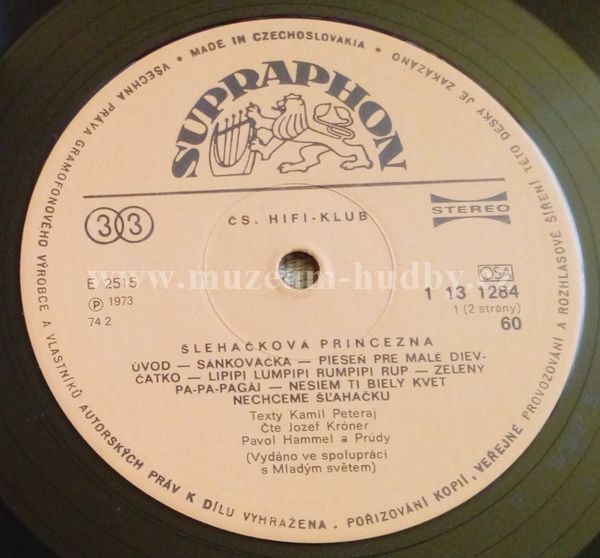 VŠECHNA PRÁVA GRAMOFONOVÉHO VÝROBCE A VLASTNÍKŮ AUTORSKÝCH PRÁV K DÍLU VYHRAŽENA. POŘIZOVÁNÍ KOPIÍ, VEŘEJNÉ PROVOZOVÁNÍ A ROZHLASOVÉ ŠÍŘENÍ TÉTO DESKY JE ZAKÁZÁNO • MADE IN CZECHOSLOVAKIA •
SUPRAPHON
33
ČS. HIFI-KLUB
STEREO
www.muzeum-hudby.
E 2515
OSA
Ⓟ 1973
1 13 1284
74 2
1 (2 strany)
60
ŠLEHAČKOVÁ PRINCEZNA
ÚVOD — SÁNKOVAČKA — PIESEŇ PRE MALÉ DIEV-
ČATKO — LIPIPI LUMPIPI RUMPIPI RUP — ZELENÝ
PA-PA-PAGÁJ — NESIEM TI BIELY KVET
NECHCEME ŠĽAHAČKU
Texty Kamil Peteraj
Čte Jozef Króner
Pavol Hammel a Prúdy
(Vydáno ve spolupráci
s Mladým světem)